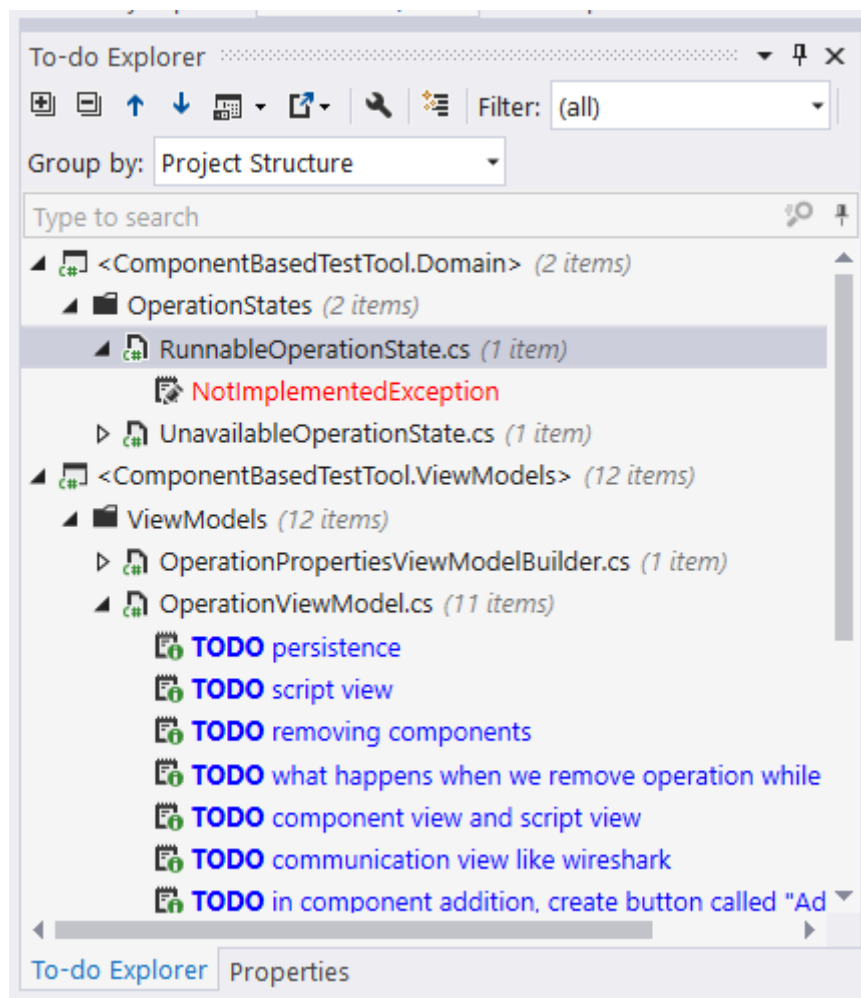 To-do Explorer
Filter: (all)
Group by: Project Structure
Type to search
<ComponentBasedTestTool.Domain> (2 items)
OperationStates (2 items)
RunnableOperationState.cs (1 item)
NotImplementedException
UnavailableOperationState.cs (1 item)
<ComponentBasedTestTool.ViewModels> (12 items)
ViewModels (12 items)
OperationPropertiesViewModelBuilder.cs (1 item)
OperationViewModel.cs (11 items)
TODO persistence
TODO script view
TODO removing components
TODO what happens when we remove operation while
TODO component view and script view
TODO communication view like wireshark
TODO in component addition, create button called "Ad
To-do Explorer Properties